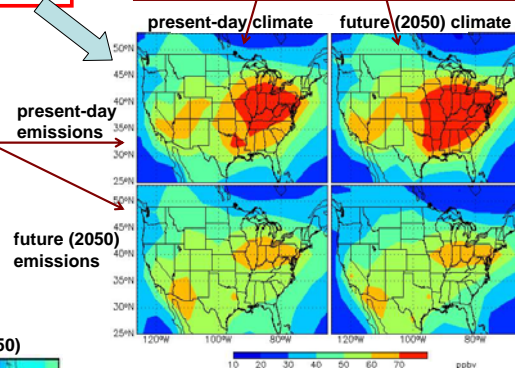 present-day climate future (2050) climate
50°N
45°N
40°N
35°N
30°N
25°N
present-day
emissions
50°N
45°N
40°N
35°N
30°N
25°N
future (2050)
emissions
120°W 100°W 80°W 120°W 100°W 80°W
50)
10 20 30 40 50 60 70 ppbv